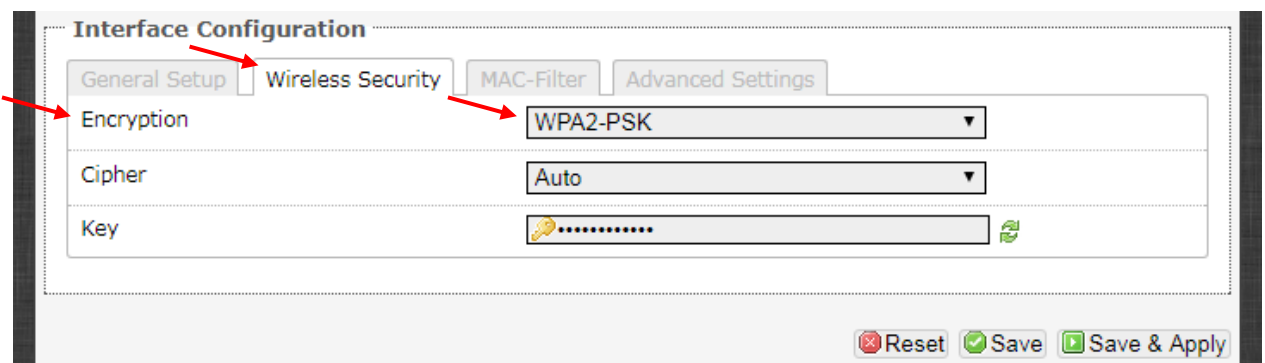 Interface Configuration
General Setup Wireless Security MAC-Filter Advanced Settings
Encryption WPA2-PSK
Cipher Auto
Key ••••••••••••
Reset Save Save & Apply